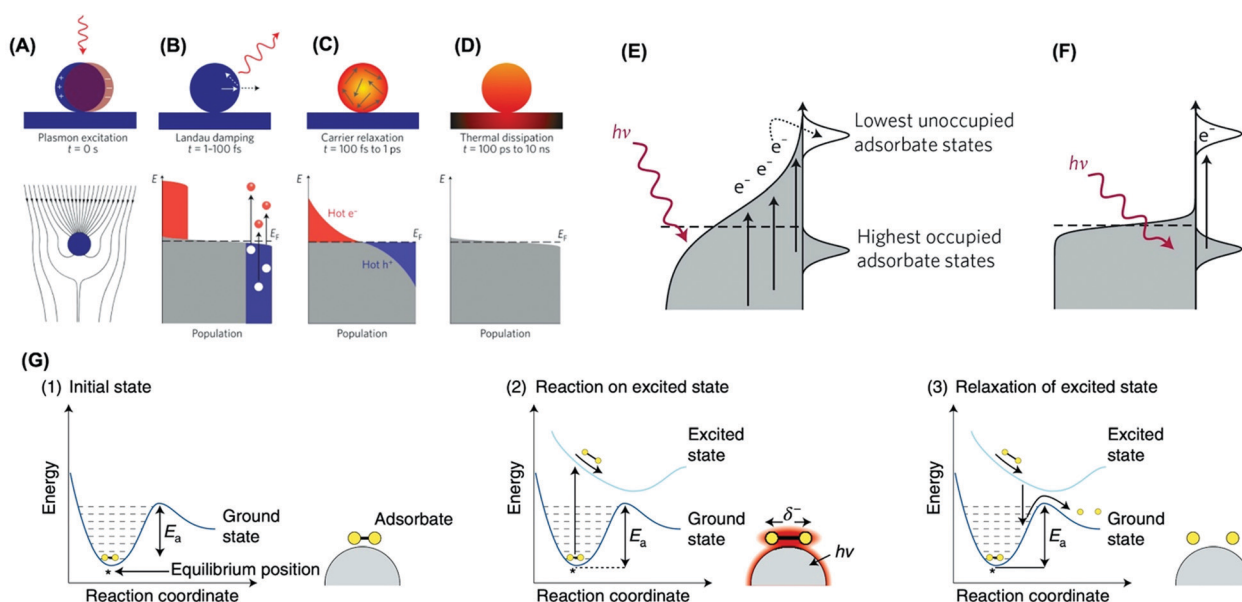 (A)
(B)
(C)
(D)
(E)
(F)
+
+
+
−
−
−
Plasmon excitation
t = 0 s
Landau damping
t = 1–100 fs
Carrier relaxation
t = 100 fs to 1 ps
Thermal dissipation
t = 100 ps to 10 ns
E
E_F
Population
E
Hot e⁻
E_F
Hot h⁺
Population
E
E_F
Population
hν
e⁻
e⁻
e⁻
e⁻
Lowest unoccupied
adsorbate states
Highest occupied
adsorbate states
hν
e⁻
(G)
(1) Initial state
Energy
Eₐ
Ground
state
Adsorbate
*
Equilibrium position
Reaction coordinate
(2) Reaction on excited state
Energy
Excited
state
Ground
state
Eₐ
δ⁻
hν
*
Reaction coordinate
(3) Relaxation of excited state
Energy
Excited
state
Ground
state
Eₐ
*
Reaction coordinate